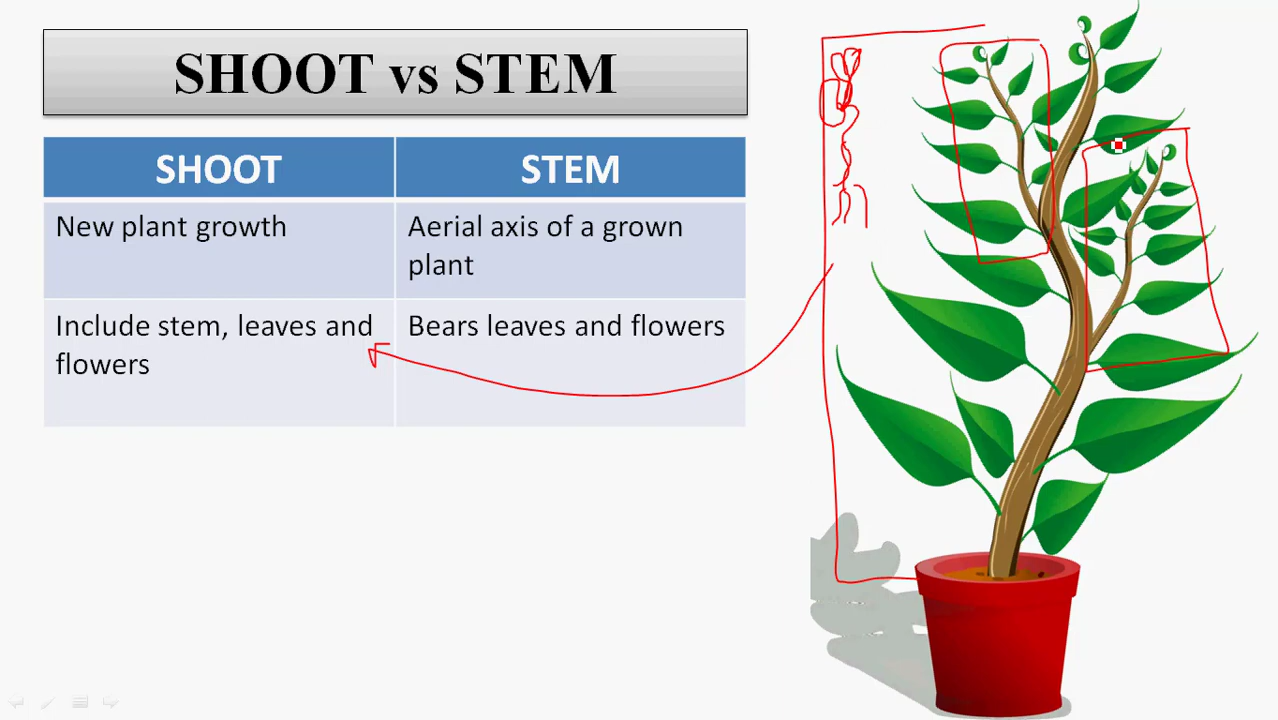 SHOOT vs STEM
SHOOT
STEM
New plant growth
Aerial axis of a grown
plant
Include stem, leaves and
flowers
Bears leaves and flowers